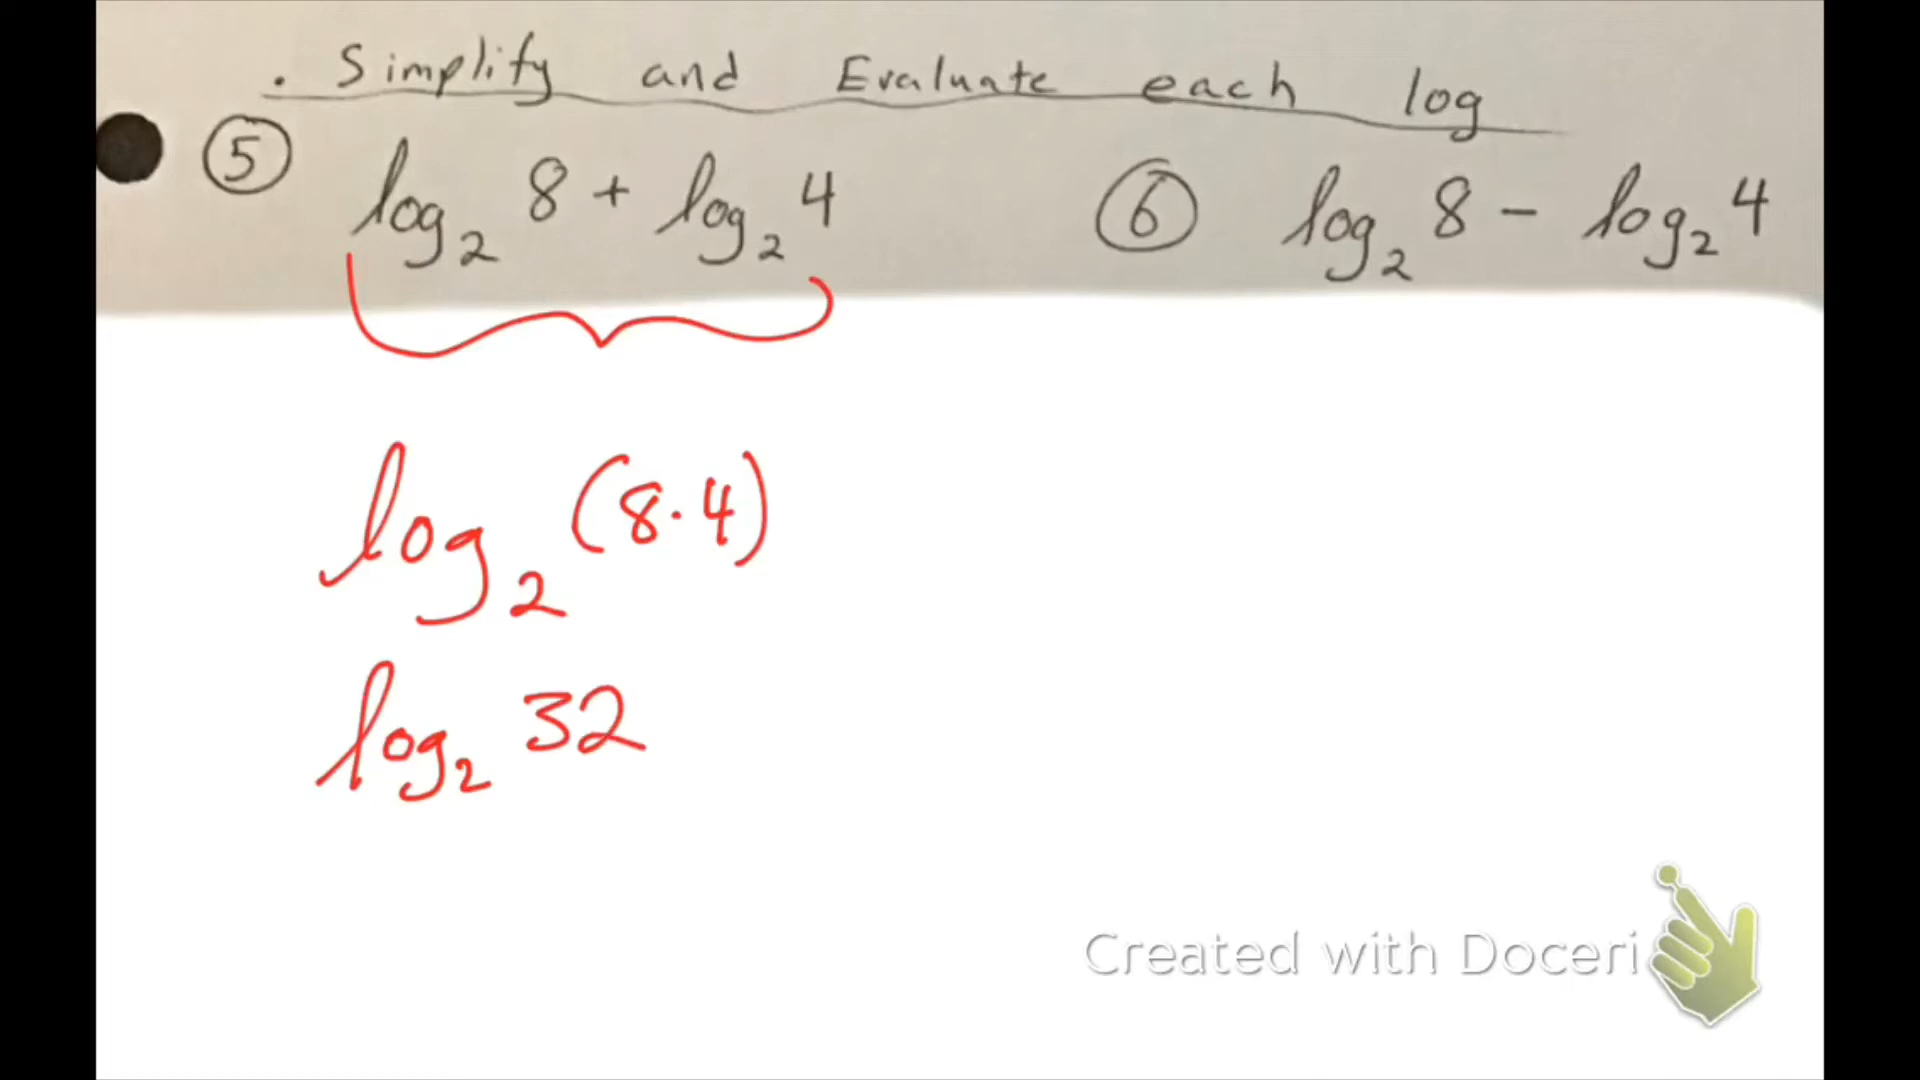 . Simplify and Evaluate each log
5 log₂ 8 + log₂ 4
6 log₂ 8 - log₂ 4
log₂ (8·4)
log₂ 32
Created with Doceri